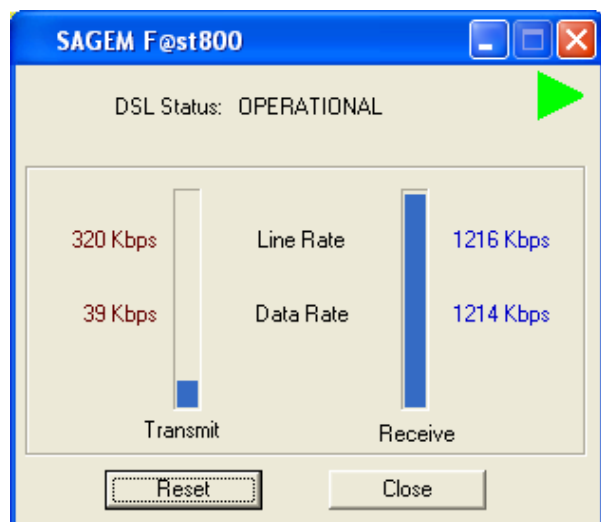 SAGEM F@st800
DSL Status: OPERATIONAL
320 Kbps Line Rate 1216 Kbps
39 Kbps Data Rate 1214 Kbps
Transmit Receive
Reset Close